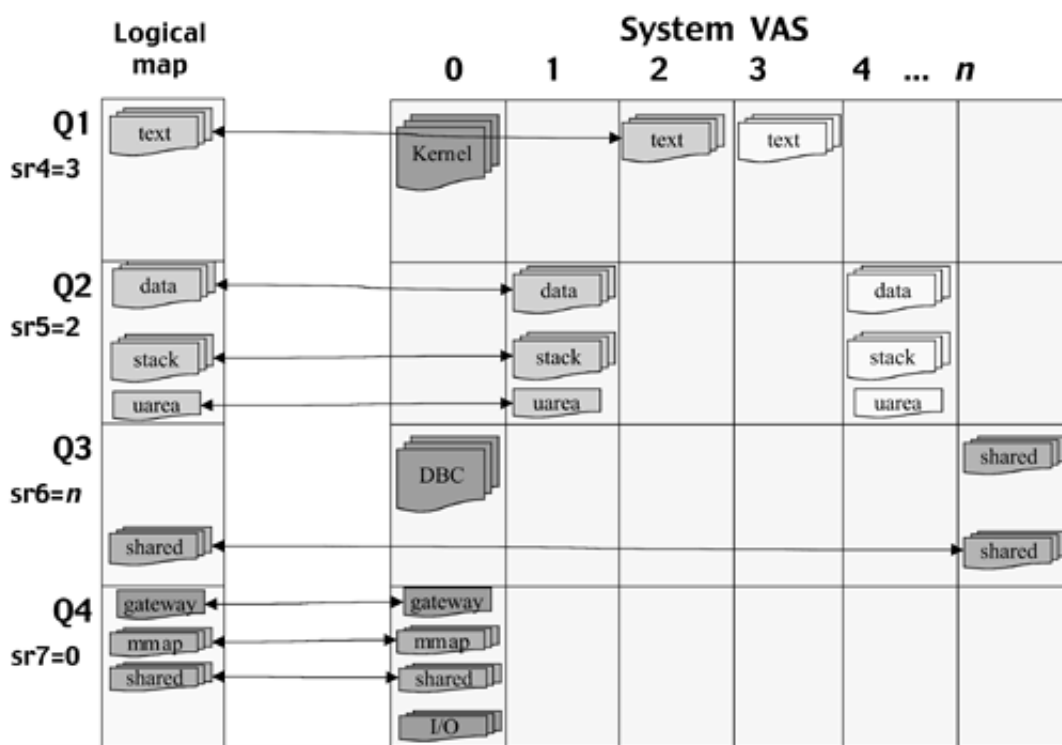 Logical
map
System VAS
0 1 2 3 4 ... n
Q1
sr4=3
text
Kernel
text
text
Q2
sr5=2
data
data
data
stack
stack
stack
uarea
uarea
uarea
Q3
sr6=n
DBC
shared
shared
shared
Q4
sr7=0
gateway
gateway
mmap
mmap
shared
shared
I/O